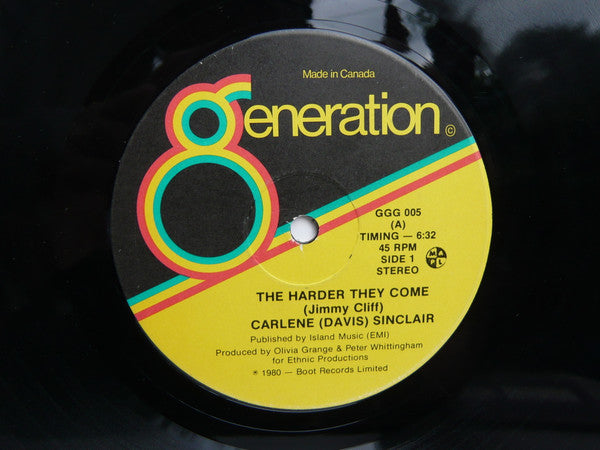 Made in Canada
generation ©
GGG 005
(A)
TIMING — 6:32
45 RPM
SIDE 1
STEREO
M A P L
THE HARDER THEY COME
(Jimmy Cliff)
CARLENE (DAVIS) SINCLAIR
Published by Island Music (EMI)
Produced by Olivia Grange & Peter Whittingham
for Ethnic Productions
℗ 1980 — Boot Records Limited